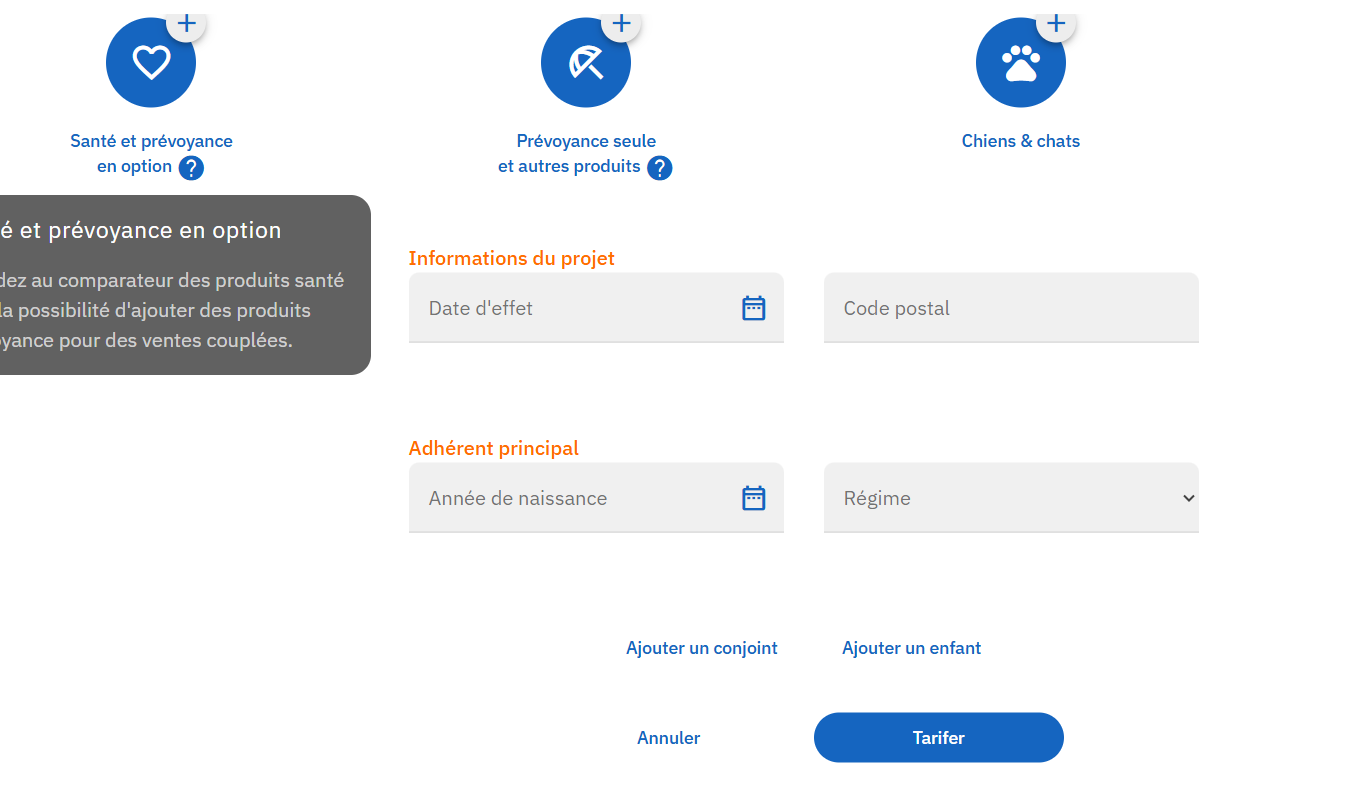 Santé et prévoyance
en option ?
Prévoyance seule
et autres produits ?
Chiens & chats
é et prévoyance en option
dez au comparateur des produits santé
la possibilité d'ajouter des produits
oyance pour des ventes couplées.
Informations du projet
Date d'effet
Code postal
Adhérent principal
Année de naissance
Régime
Ajouter un conjoint
Ajouter un enfant
Annuler
Tarifer